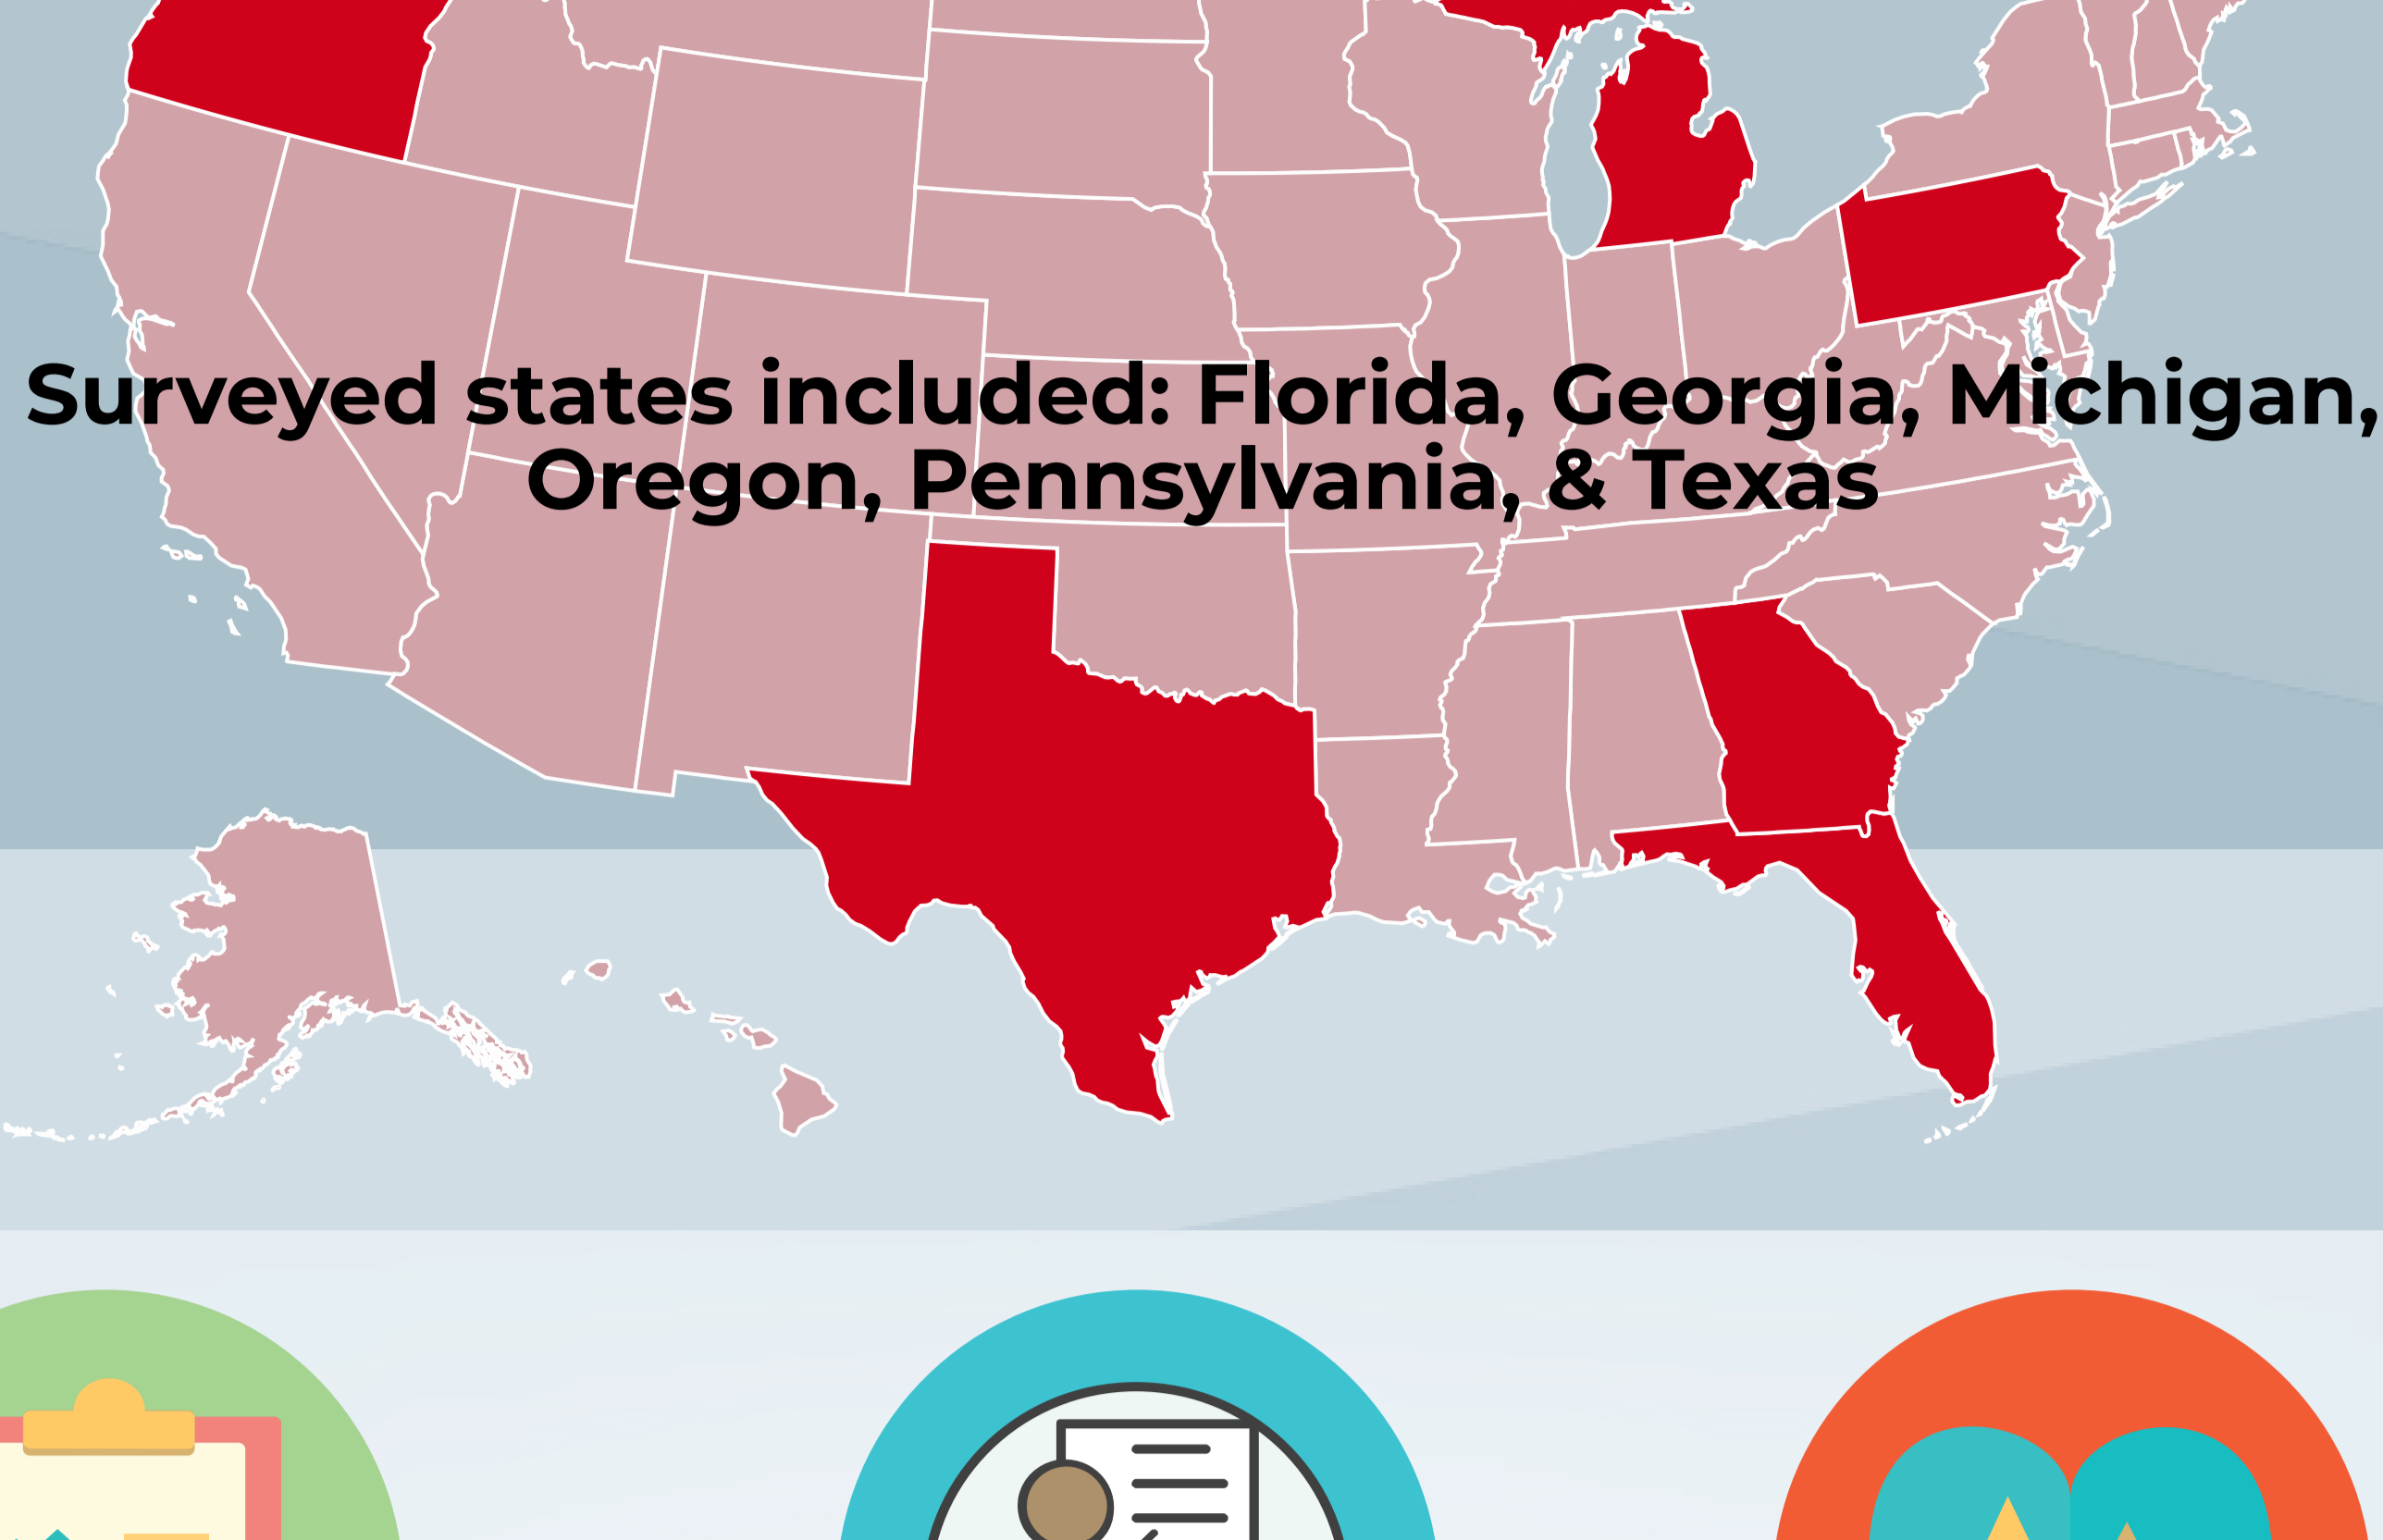 Surveyed states included: Florida, Georgia, Michigan,
Oregon, Pennsylvania, & Texas